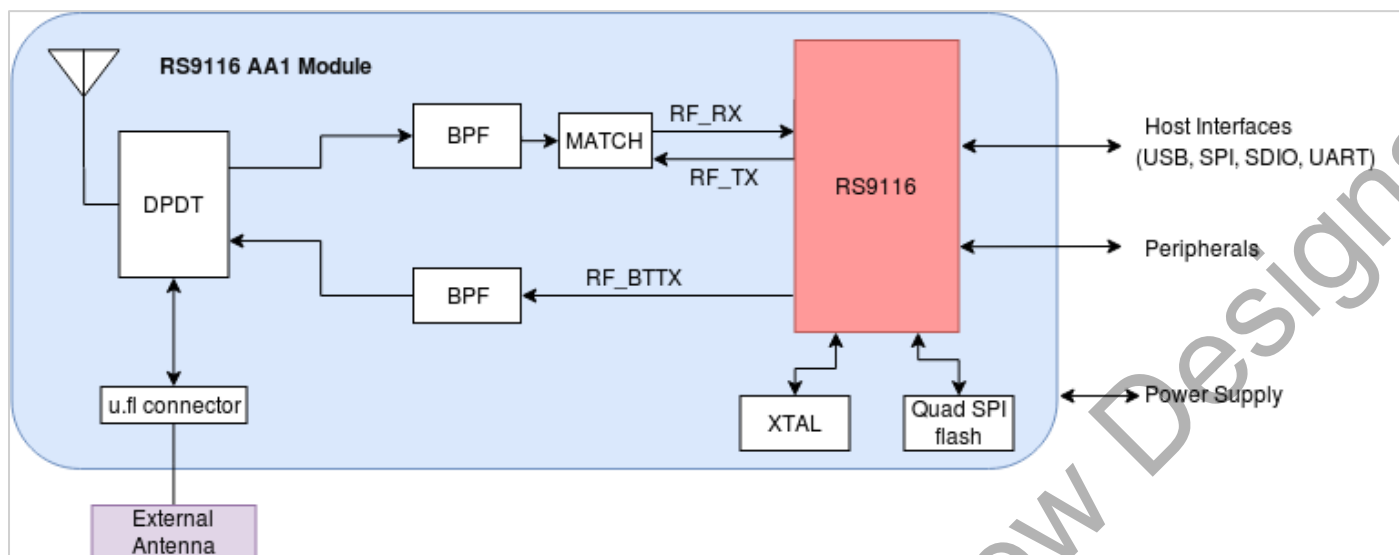 RS9116 AA1 Module
BPF
MATCH
RF_RX
RF_TX
RS9116
DPDT
BPF
RF_BTTX
Host Interfaces
(USB, SPI, SDIO, UART)
Peripherals
Power Supply
u.fl connector
XTAL
Quad SPI
flash
External
Antenna
Designs